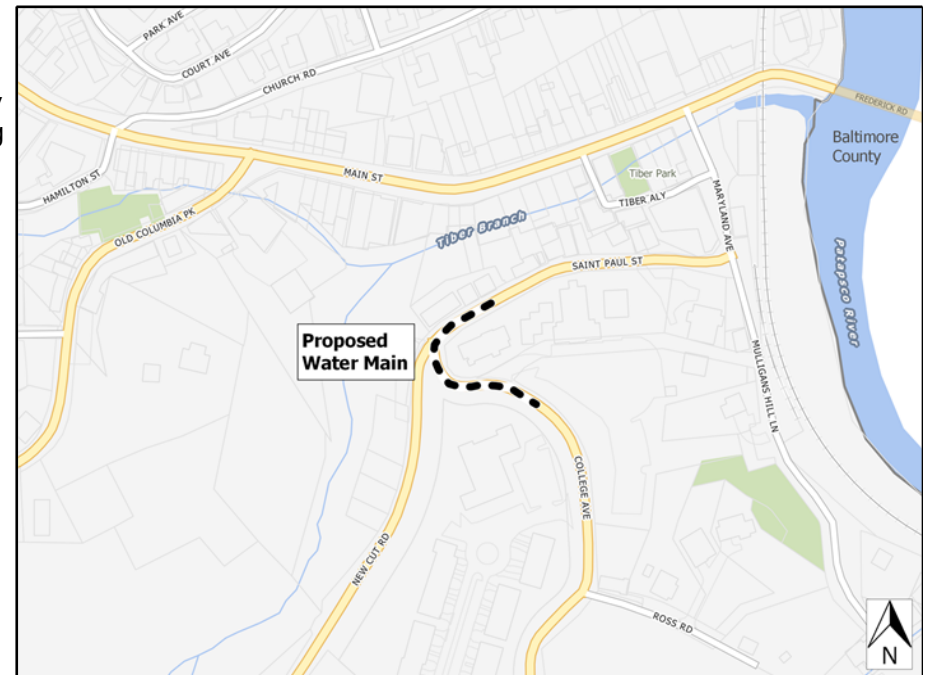 PARK AVE
COURT AVE
CHURCH RD
FREDERICK RD
Baltimore
County
HAMILTON ST
MAIN ST
Tiber Park
TIBER ALY
MARYLAND AVE
OLD COLUMBIA PK
Tiber Branch
SAINT PAUL ST
Patapsco River
Proposed
Water Main
MULLIGANS HILL LN
COLLEGE AVE
NEW CUT RD
ROSS RD
N